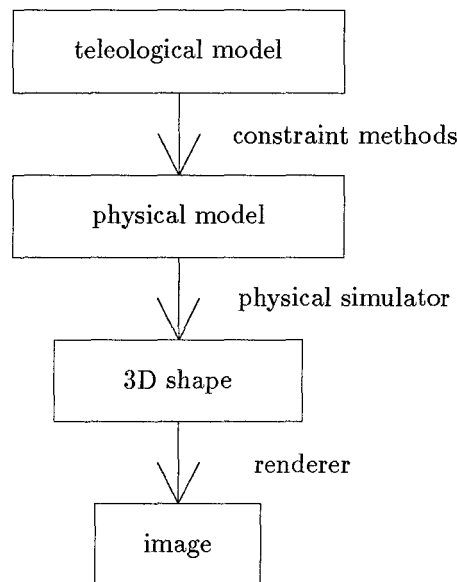 teleological model
constraint methods
physical model
physical simulator
3D shape
renderer
image